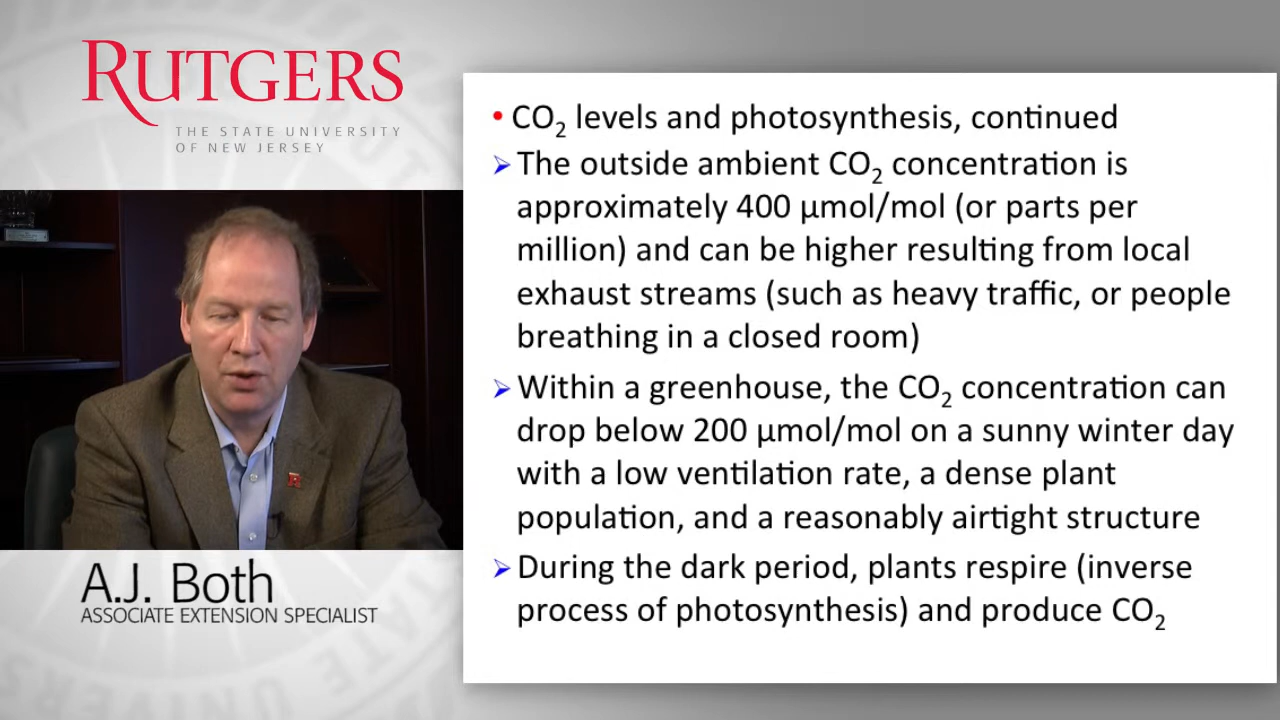 RUTGERS
THE STATE UNIVERSITY
OF NEW JERSEY
• CO₂ levels and photosynthesis, continued
➢ The outside ambient CO₂ concentration is
approximately 400 µmol/mol (or parts per
million) and can be higher resulting from local
exhaust streams (such as heavy traffic, or people
breathing in a closed room)
➢ Within a greenhouse, the CO₂ concentration can
drop below 200 µmol/mol on a sunny winter day
with a low ventilation rate, a dense plant
population, and a reasonably airtight structure
➢ During the dark period, plants respire (inverse
process of photosynthesis) and produce CO₂
A.J. Both
ASSOCIATE EXTENSION SPECIALIST